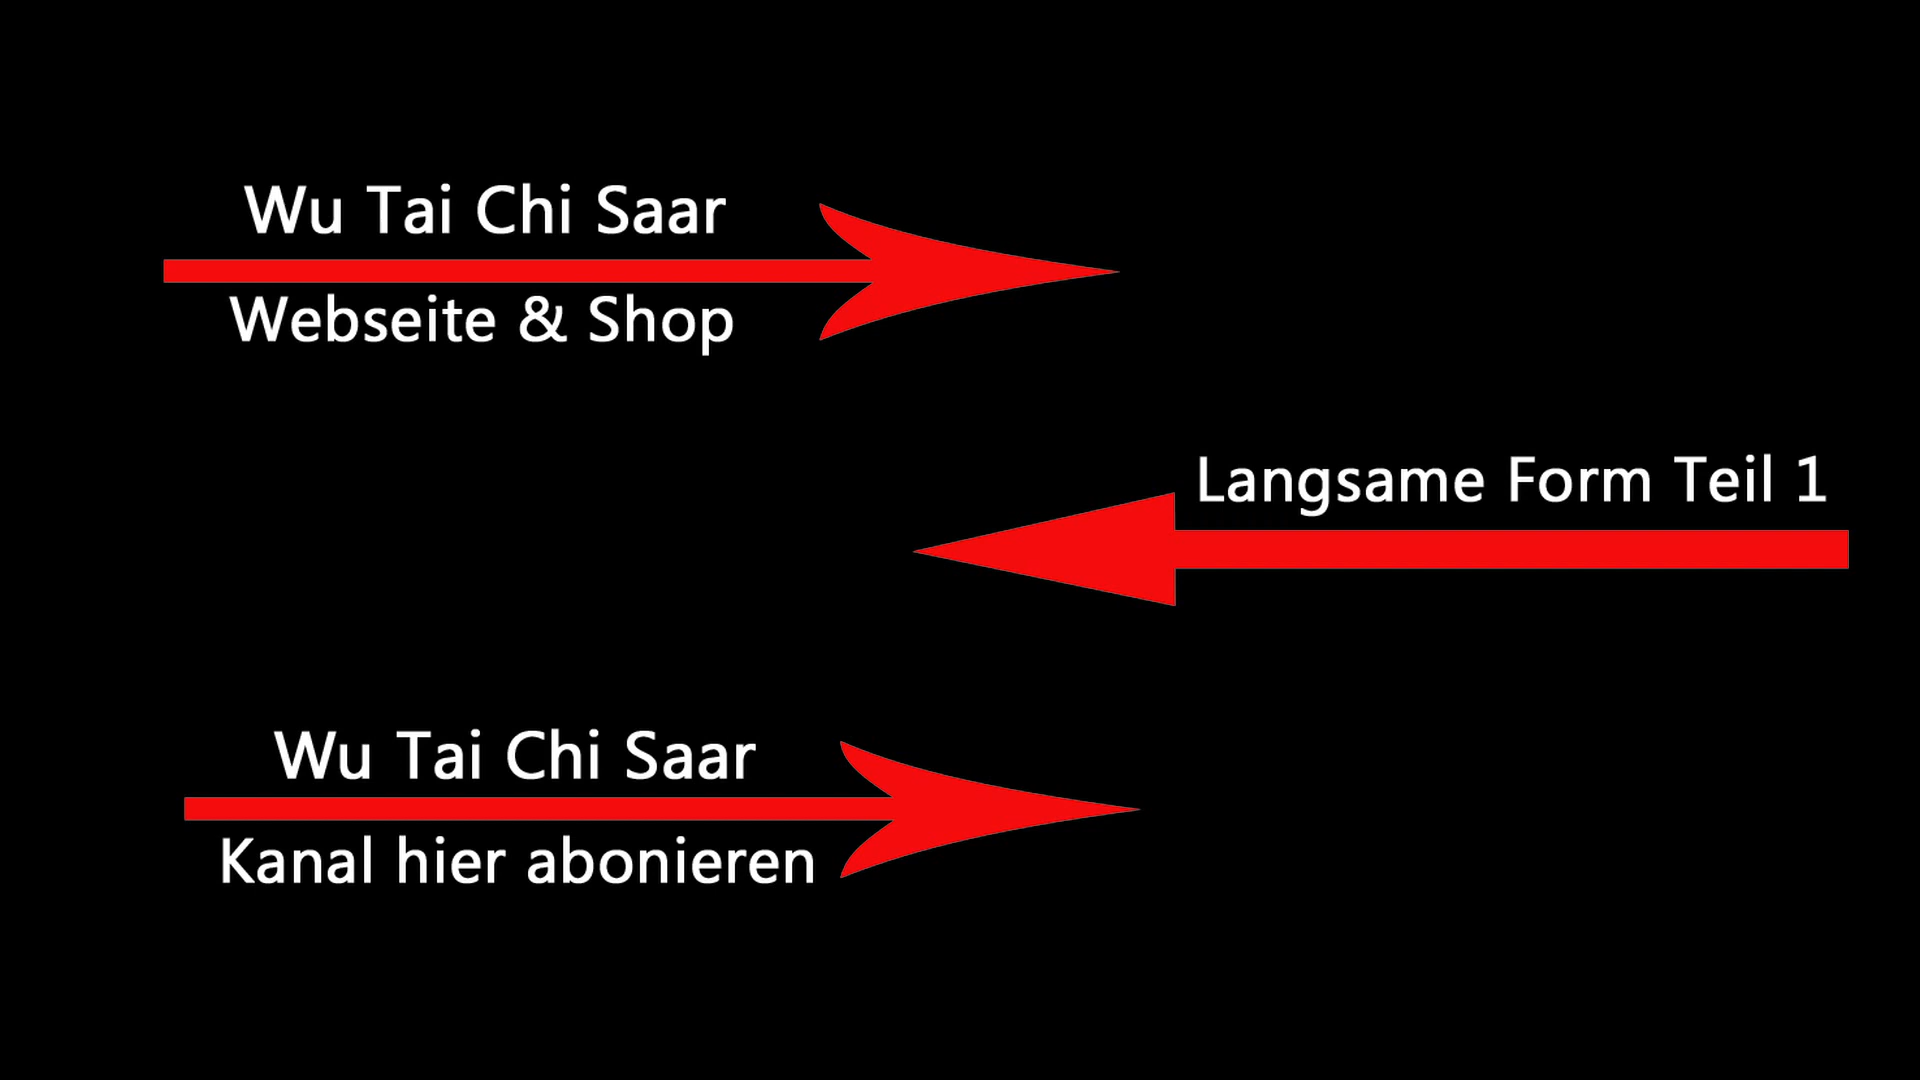 Wu Tai Chi Saar
Webseite & Shop
Langsame Form Teil 1
Wu Tai Chi Saar
Kanal hier abonieren